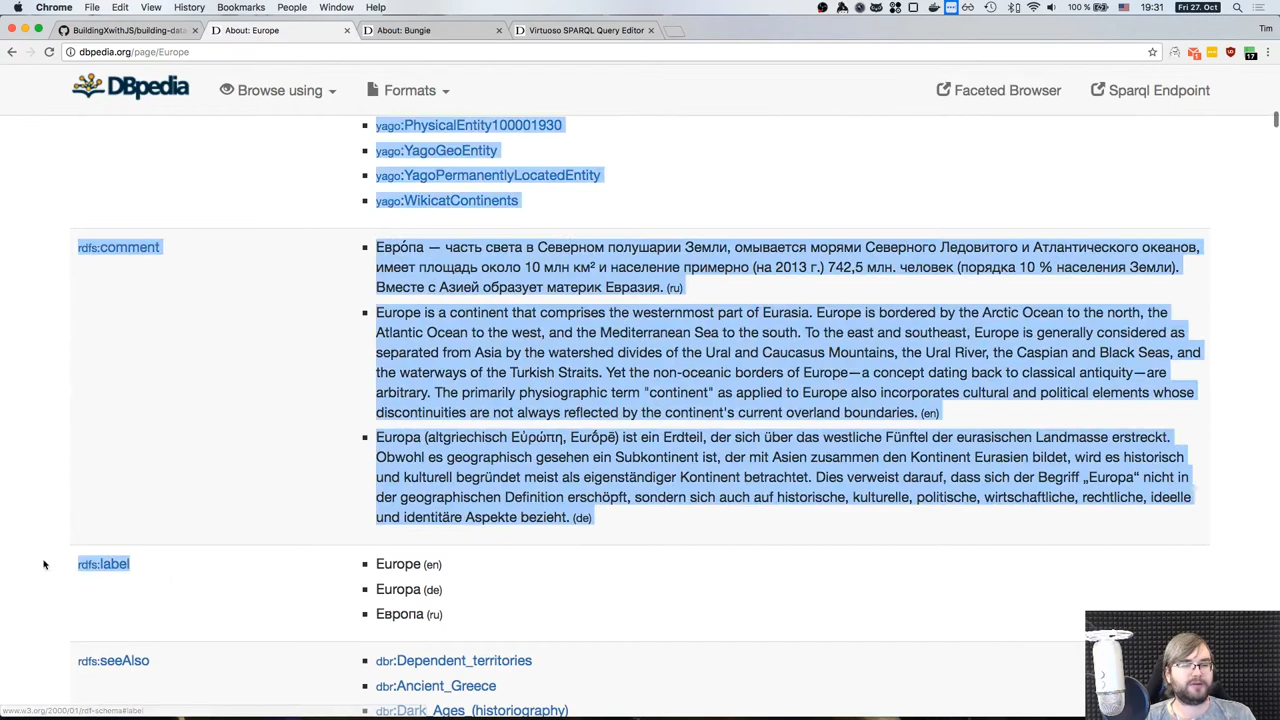 Chrome File Edit View History Bookmarks People Window Help 100 % Fri 27. Oct 19:31
BuildingXwithJS/building-data About: Europe About: Bungie Virtuoso SPARQL Query Editor Tim
dbpedia.org/page/Europe
DBpedia Browse using Formats Faceted Browser Sparql Endpoint
yago:PhysicalEntity100001930
yago:YagoGeoEntity
yago:YagoPermanentlyLocatedEntity
yago:WikicatContinents
rdfs:comment
Евро́па — часть света в Северном полушарии Земли, омывается морями Северного Ледовитого и Атлантического океанов,
имеет площадь около 10 млн км² и население примерно (на 2013 г.) 742,5 млн. человек (порядка 10 % населения Земли).
Вместе с Азией образует материк Евразия. (ru)
Europe is a continent that comprises the westernmost part of Eurasia. Europe is bordered by the Arctic Ocean to the north, the
Atlantic Ocean to the west, and the Mediterranean Sea to the south. To the east and southeast, Europe is generally considered as
separated from Asia by the watershed divides of the Ural and Caucasus Mountains, the Ural River, the Caspian and Black Seas, and
the waterways of the Turkish Straits. Yet the non-oceanic borders of Europe—a concept dating back to classical antiquity—are
arbitrary. The primarily physiographic term "continent" as applied to Europe also incorporates cultural and political elements whose
discontinuities are not always reflected by the continent's current overland boundaries. (en)
Europa (altgriechisch Εὐρώπη, Eurṓpē) ist ein Erdteil, der sich über das westliche Fünftel der eurasischen Landmasse erstreckt.
Obwohl es geographisch gesehen ein Subkontinent ist, der mit Asien zusammen den Kontinent Eurasien bildet, wird es historisch
und kulturell begründet meist als eigenständiger Kontinent betrachtet. Dies verweist darauf, dass sich der Begriff „Europa“ nicht in
der geographischen Definition erschöpft, sondern sich auch auf historische, kulturelle, politische, wirtschaftliche, rechtliche, ideelle
und identitäre Aspekte bezieht. (de)
rdfs:label
Europe (en)
Europa (de)
Европа (ru)
rdfs:seeAlso
dbr:Dependent_territories
dbr:Ancient_Greece
dbr:Dark_Ages_(historiography)
www.w3.org/2000/01/rdf-schema#label